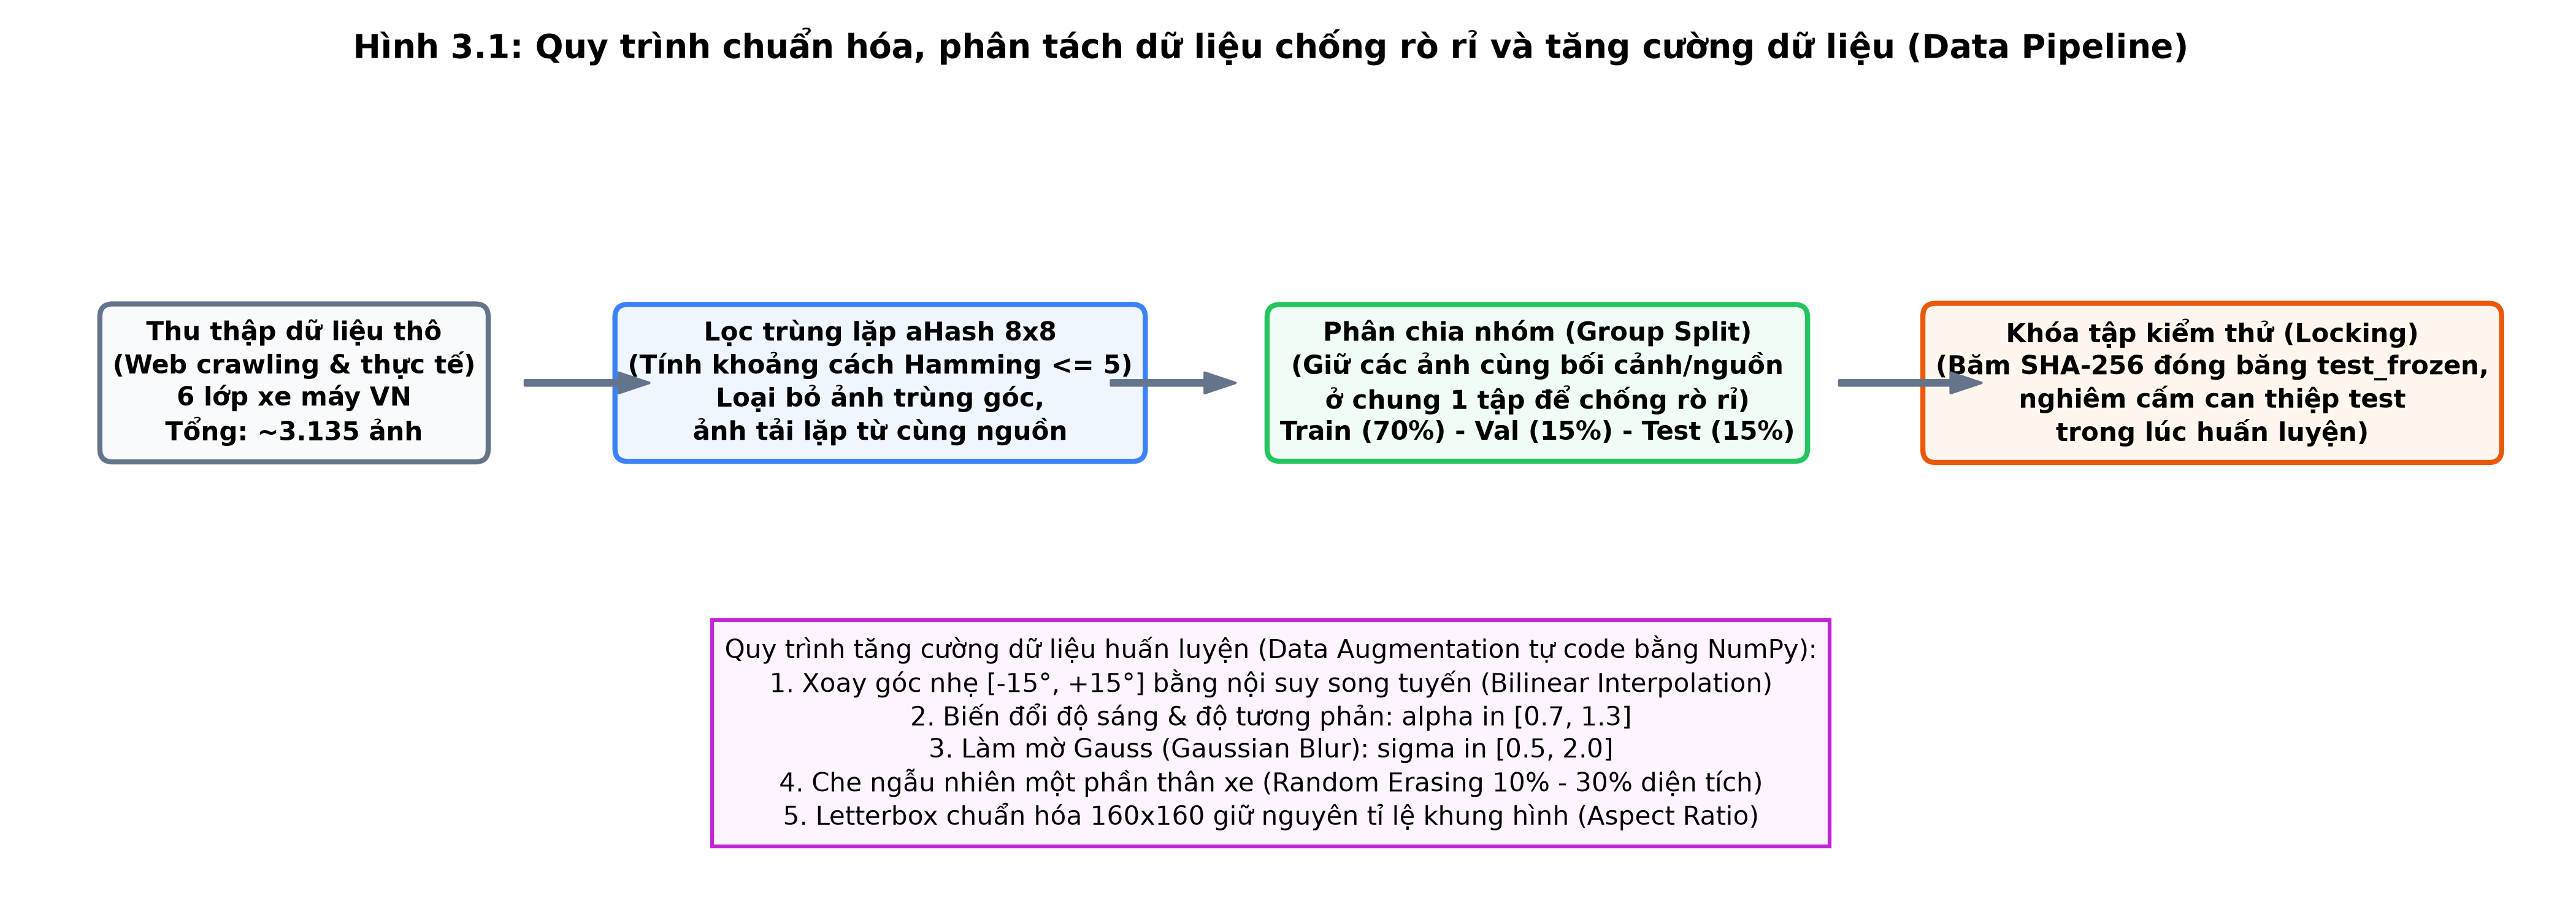 Hình 3.1: Quy trình chuẩn hóa, phân tách dữ liệu chống rò rỉ và tăng cường dữ liệu (Data Pipeline)
Thu thập dữ liệu thô
(Web crawling & thực tế)
6 lớp xe máy VN
Tổng: ~3.135 ảnh
Lọc trùng lặp aHash 8x8
(Tính khoảng cách Hamming <= 5)
Loại bỏ ảnh trùng góc,
ảnh tải lặp từ cùng nguồn
Phân chia nhóm (Group Split)
(Giữ các ảnh cùng bối cảnh/nguồn
ở chung 1 tập để chống rò rỉ)
Train (70%) - Val (15%) - Test (15%)
Khóa tập kiểm thử (Locking)
(Băm SHA-256 đóng băng test_frozen,
nghiêm cấm can thiệp test
trong lúc huấn luyện)
Quy trình tăng cường dữ liệu huấn luyện (Data Augmentation tự code bằng NumPy):
1. Xoay góc nhẹ [-15°, +15°] bằng nội suy song tuyến (Bilinear Interpolation)
2. Biến đổi độ sáng & độ tương phản: alpha in [0.7, 1.3]
3. Làm mờ Gauss (Gaussian Blur): sigma in [0.5, 2.0]
4. Che ngẫu nhiên một phần thân xe (Random Erasing 10% - 30% diện tích)
5. Letterbox chuẩn hóa 160x160 giữ nguyên tỉ lệ khung hình (Aspect Ratio)